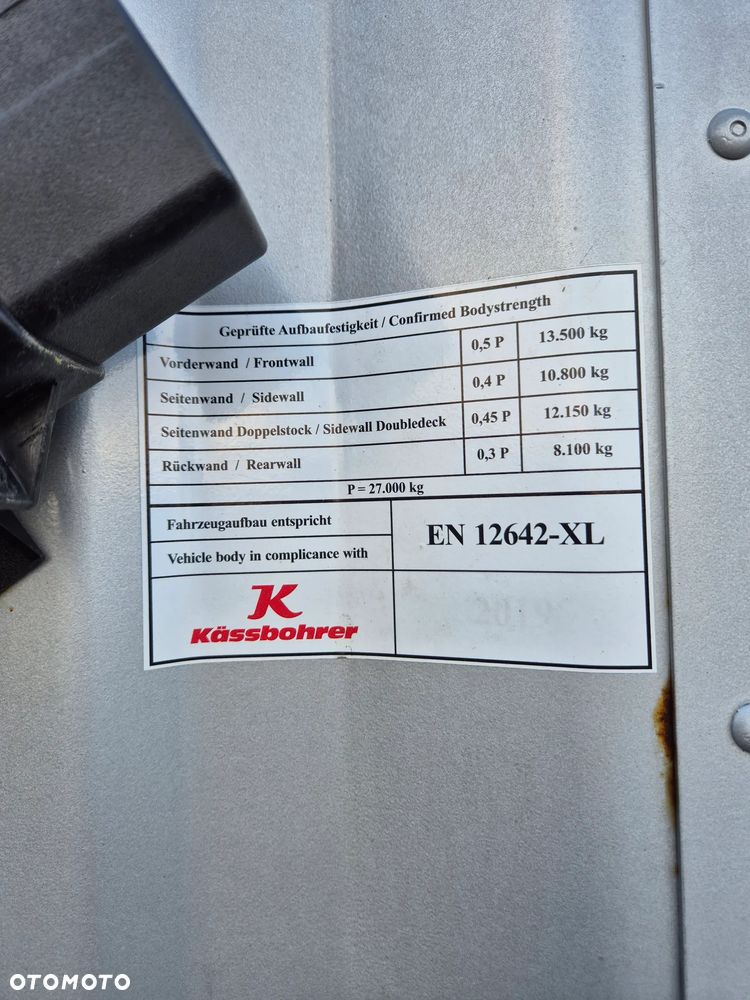 Geprüfte Aufbaufestigkeit / Confirmed Bodystrength
Vorderwand / Frontwall 0,5 P 13.500 kg
Seitenwand / Sidewall 0,4 P 10.800 kg
Seitenwand Doppelstock / Sidewall Doubledeck 0,45 P 12.150 kg
Rückwand / Rearwall 0,3 P 8.100 kg
P = 27.000 kg
Fahrzeugaufbau entspricht
Vehicle body in complicance with
EN 12642-XL
K
Kässbohrer
OTOMOTO